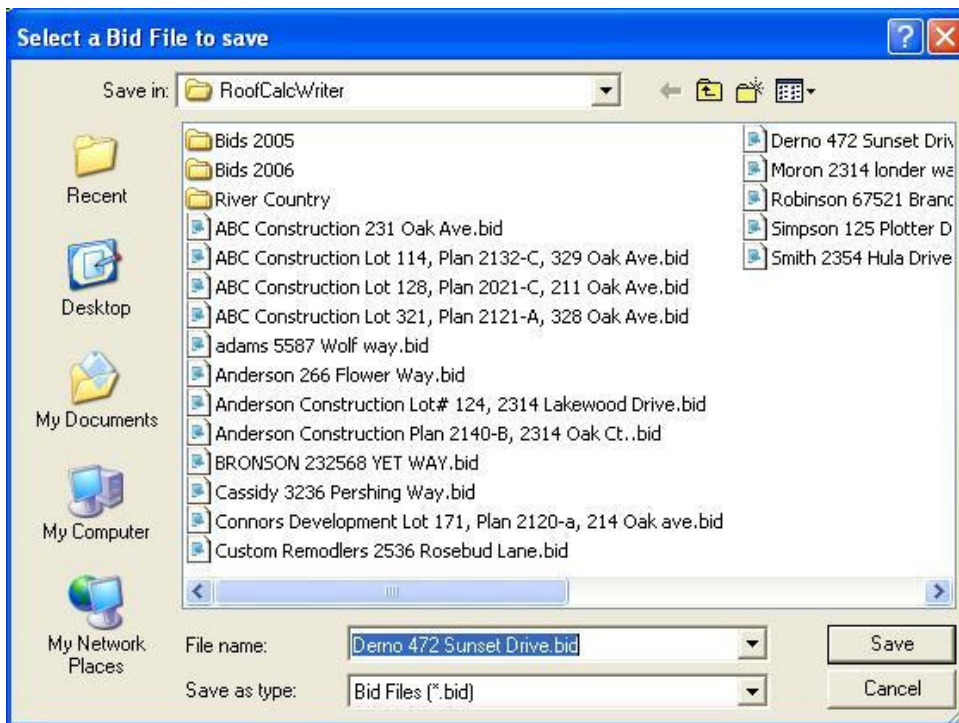 Select a Bid File to save
Save in: RoofCalcWriter
Recent
Desktop
My Documents
My Computer
My Network
Places
Bids 2005
Bids 2006
River Country
ABC Construction 231 Oak Ave.bid
ABC Construction Lot 114, Plan 2132-C, 329 Oak Ave.bid
ABC Construction Lot 128, Plan 2021-C, 211 Oak Ave.bid
ABC Construction Lot 321, Plan 2121-A, 328 Oak Ave.bid
adams 5587 Wolf way.bid
Anderson 266 Flower Way.bid
Anderson Construction Lot# 124, 2314 Lakewood Drive.bid
Anderson Construction Plan 2140-B, 2314 Oak Ct..bid
BRONSON 232568 YET WAY.bid
Cassidy 3236 Pershing Way.bid
Connors Development Lot 171, Plan 2120-a, 214 Oak ave.bid
Custom Remodlers 2536 Rosebud Lane.bid
Derno 472 Sunset Driv
Moron 2314 londer wa
Robinson 67521 Branc
Simpson 125 Plotter D
Smith 2354 Hula Drive
File name: Derno 472 Sunset Drive.bid
Save
Save as type: Bid Files (*.bid)
Cancel